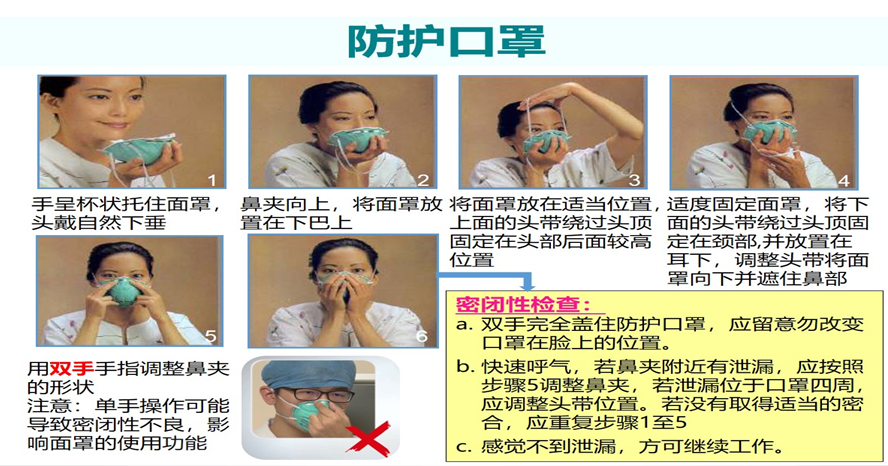 防护口罩
1
手呈杯状托住面罩，
头戴自然下垂
2
鼻夹向上，将面罩放
置在下巴上
3
将面罩放在适当位置，
上面的头带绕过头顶
固定在头部后面较高
位置
4
适度固定面罩，将下
面的头带绕过头顶固
定在颈部,并放置在
耳下，调整头带将面
罩向下并遮住鼻部
5
用双手手指调整鼻夹
的形状
注意：单手操作可能
导致密闭性不良，影
响面罩的使用功能
6
密闭性检查：
a. 双手完全盖住防护口罩，应留意勿改变
口罩在脸上的位置。
b. 快速呼气，若鼻夹附近有泄漏，应按照
步骤5调整鼻夹，若泄漏位于口罩四周，
应调整头带位置。若没有取得适当的密
合，应重复步骤1至5
c. 感觉不到泄漏，方可继续工作。